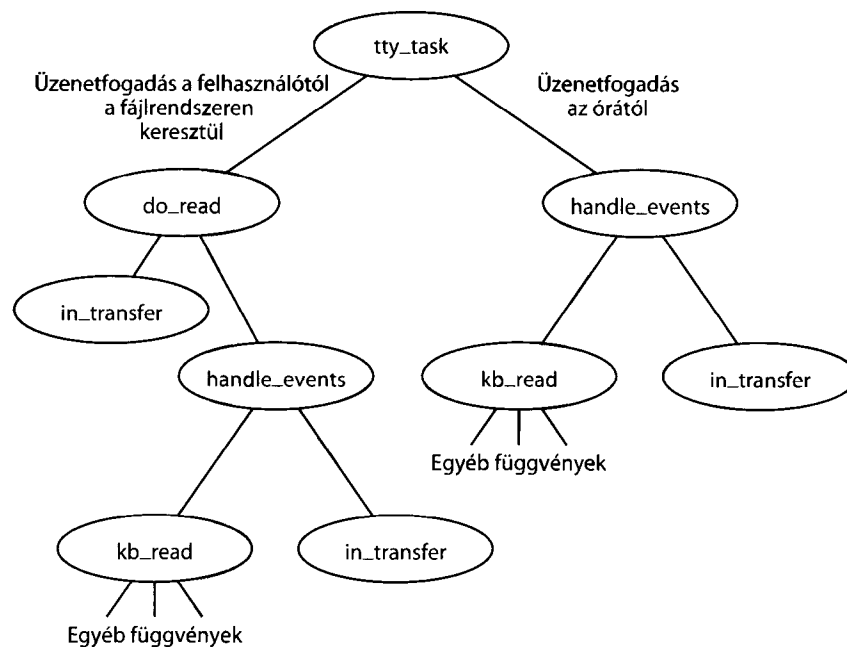 tty_task
Üzenetfogadás a felhasználótól
a fájlrendszeren
keresztül
Üzenetfogadás
az órától
do_read
handle_events
in_transfer
handle_events
kb_read
in_transfer
Egyéb függvények
kb_read
in_transfer
Egyéb függvények